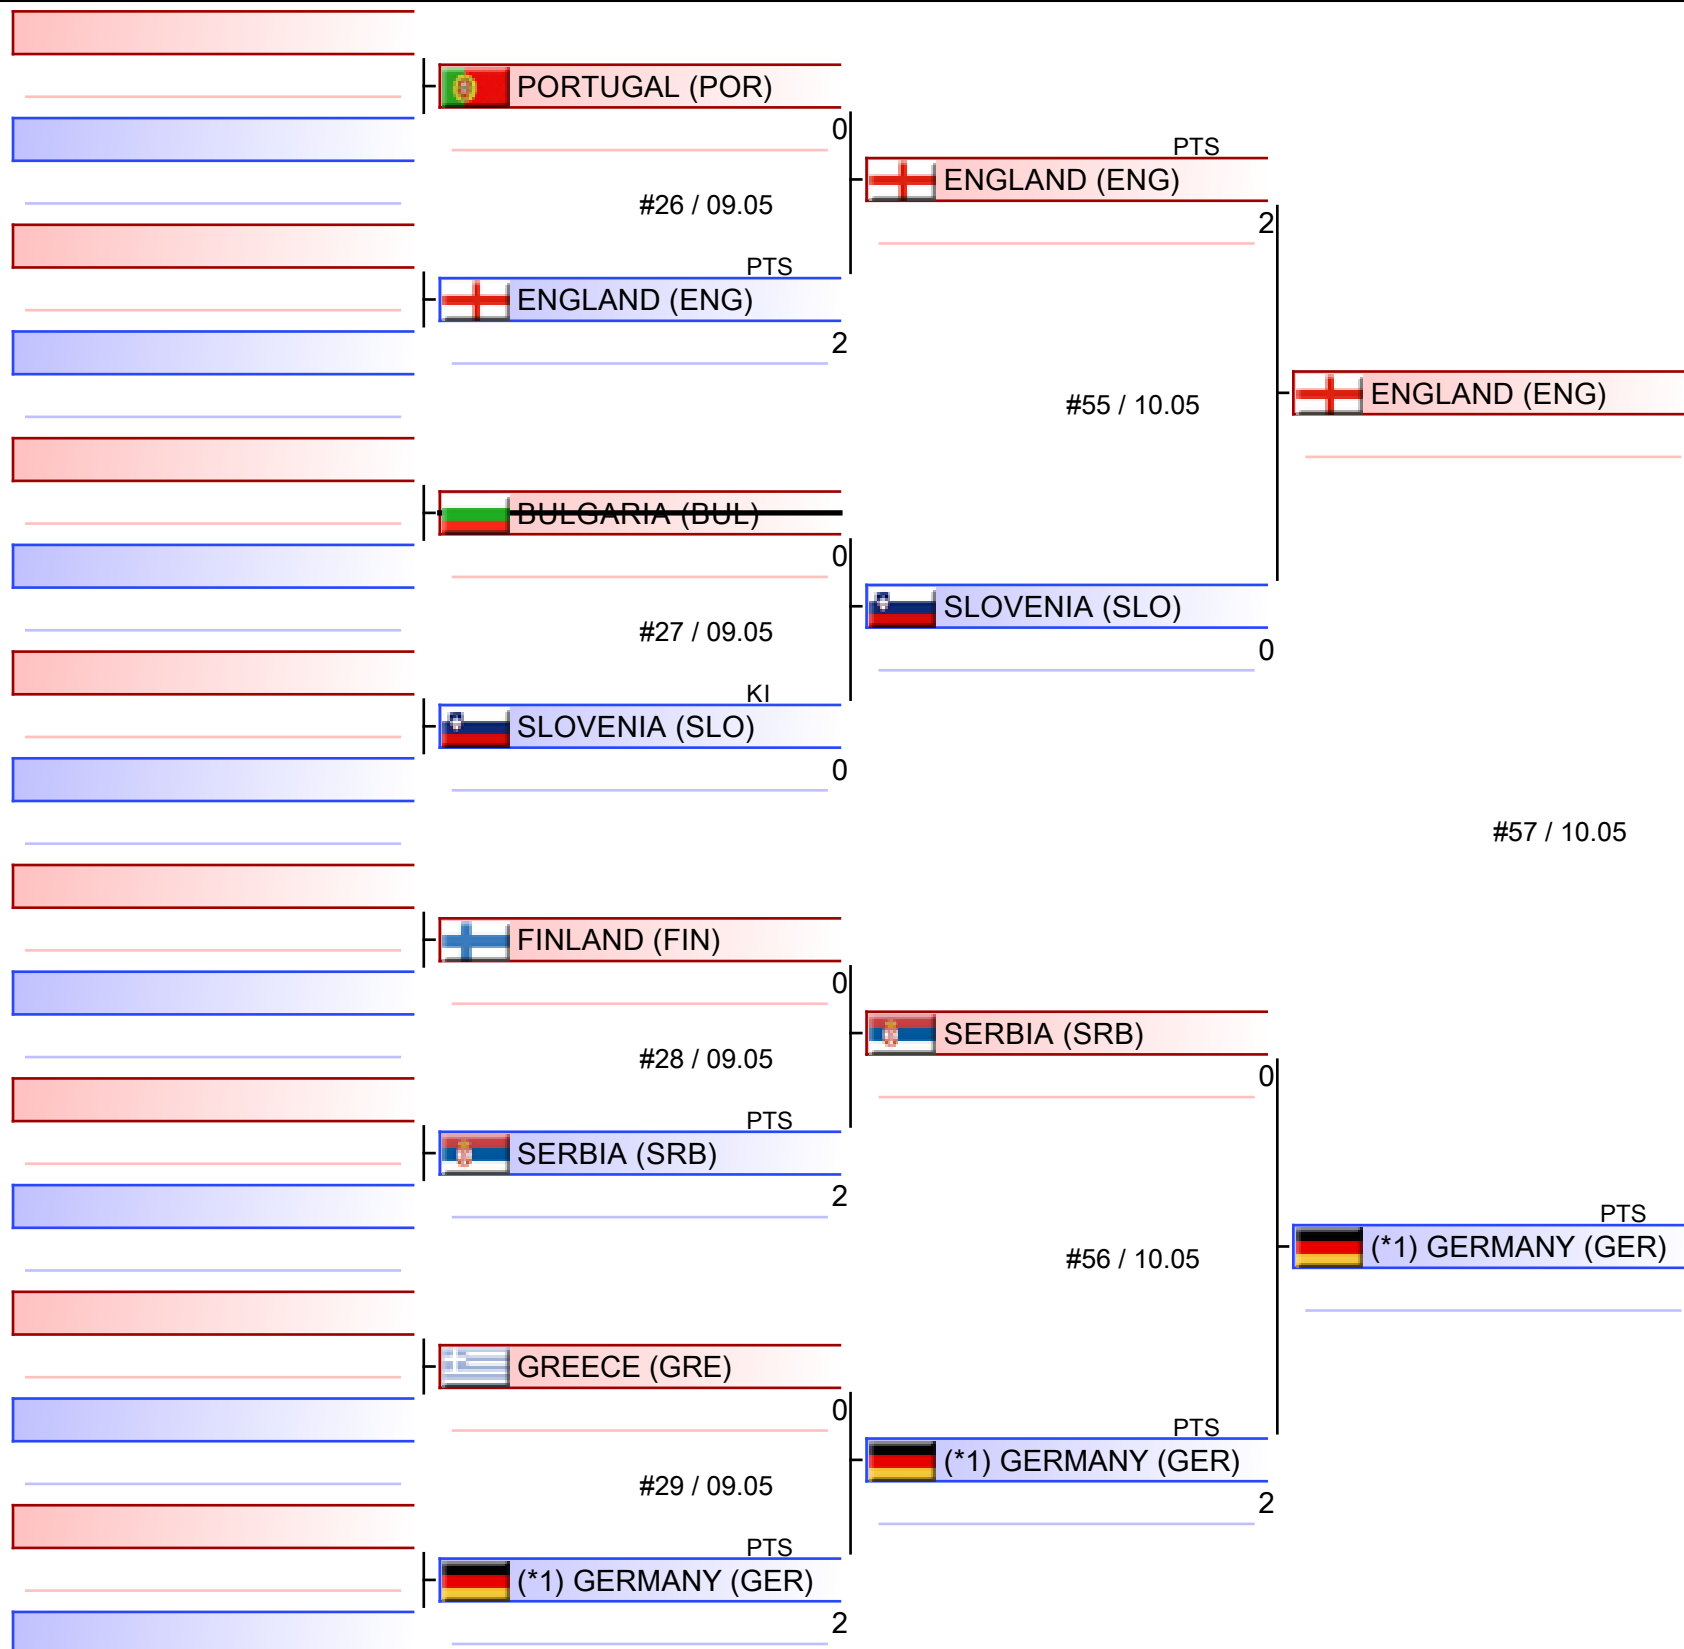 PORTUGAL (POR)
0
#26 / 09.05
PTS
ENGLAND (ENG)
2
BULGARIA (BUL)
0
#27 / 09.05
KI
SLOVENIA (SLO)
0
FINLAND (FIN)
0
#28 / 09.05
PTS
SERBIA (SRB)
2
GREECE (GRE)
0
#29 / 09.05
PTS
(*1) GERMANY (GER)
2
PTS
ENGLAND (ENG)
2
#55 / 10.05
SLOVENIA (SLO)
0
SERBIA (SRB)
0
#56 / 10.05
PTS
(*1) GERMANY (GER)
2
ENGLAND (ENG)
#57 / 10.05
PTS
(*1) GERMANY (GER)